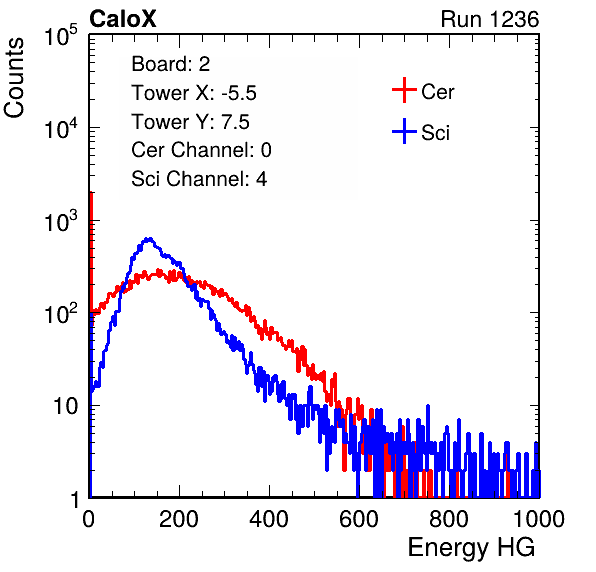 CaloX Run 1236
Counts
Board: 2
Tower X: -5.5
Tower Y: 7.5
Cer Channel: 0
Sci Channel: 4
Cer
Sci
10^5
10^4
10^3
10^2
10
1
0 200 400 600 800 1000
Energy HG